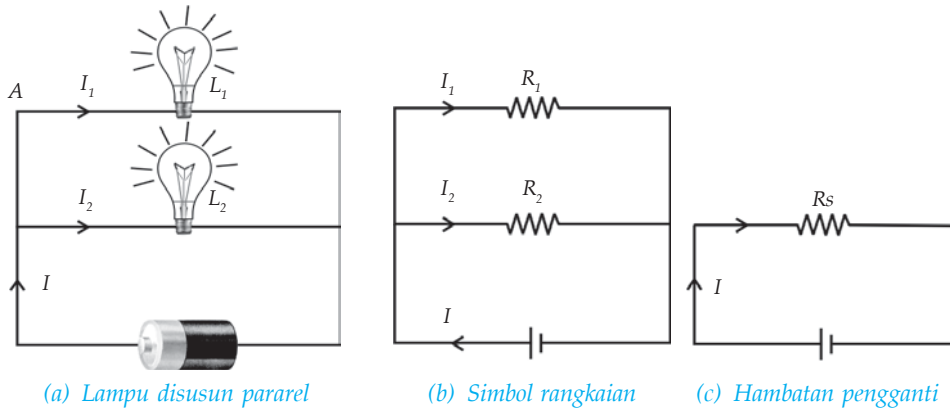 A
I1
L1
I2
L2
I
(a) Lampu disusun pararel
I1
R1
I2
R2
I
(b) Simbol rangkaian
Rs
I
(c) Hambatan pengganti